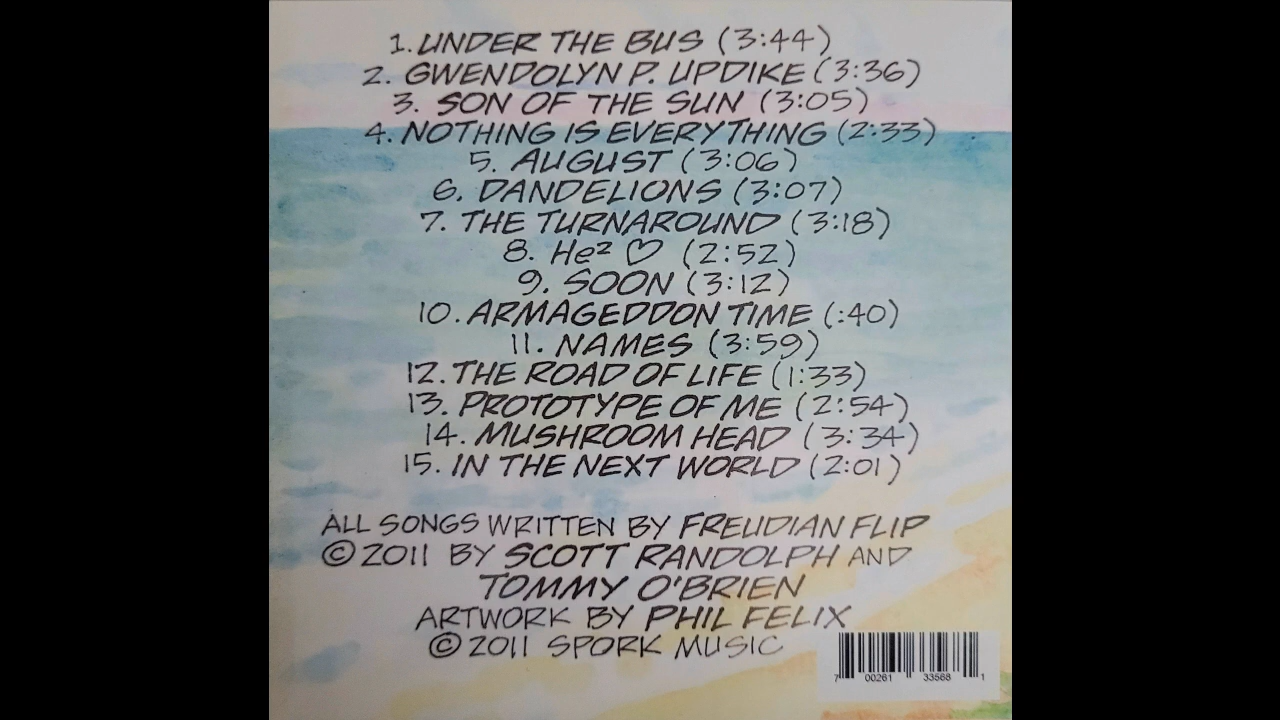 1. UNDER THE BUS (3:44)
2. GWENDOLYN P. UPDIKE (3:36)
3. SON OF THE SUN (3:05)
4. NOTHING IS EVERYTHING (2:33)
5. AUGUST (3:06)
6. DANDELIONS (3:07)
7. THE TURNAROUND (3:18)
8. He² ♡ (2:52)
9. SOON (3:12)
10. ARMAGEDDON TIME (:40)
11. NAMES (3:59)
12. THE ROAD OF LIFE (1:33)
13. PROTOTYPE OF ME (2:54)
14. MUSHROOM HEAD (3:34)
15. IN THE NEXT WORLD (2:01)
ALL SONGS WRITTEN BY FREUDIAN FLIP
© 2011 BY SCOTT RANDOLPH AND
TOMMY O'BRIEN
ARTWORK BY PHIL FELIX
© 2011 SPORK MUSIC
7 00261 33568 1